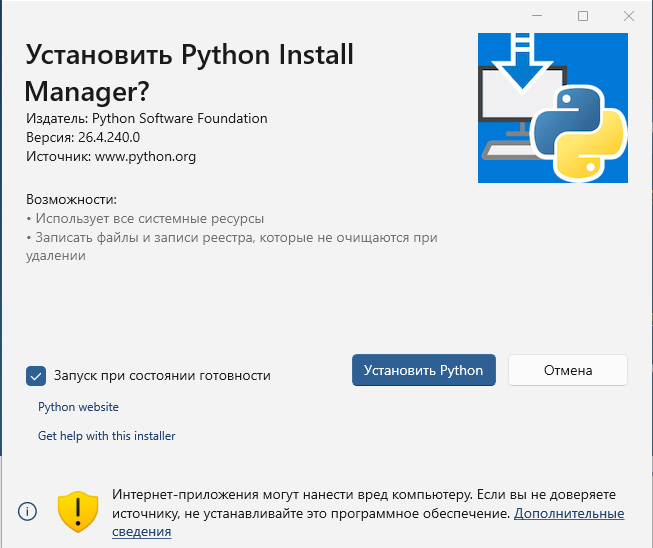 Установить Python Install
Manager?
Издатель: Python Software Foundation
Версия: 26.4.240.0
Источник: www.python.org
Возможности:
• Использует все системные ресурсы
• Записать файлы и записи реестра, которые не очищаются при
удалении
Запуск при состоянии готовности
Установить Python
Отмена
Python website
Get help with this installer
Интернет-приложения могут нанести вред компьютеру. Если вы не доверяете
источнику, не устанавливайте это программное обеспечение. Дополнительные
сведения